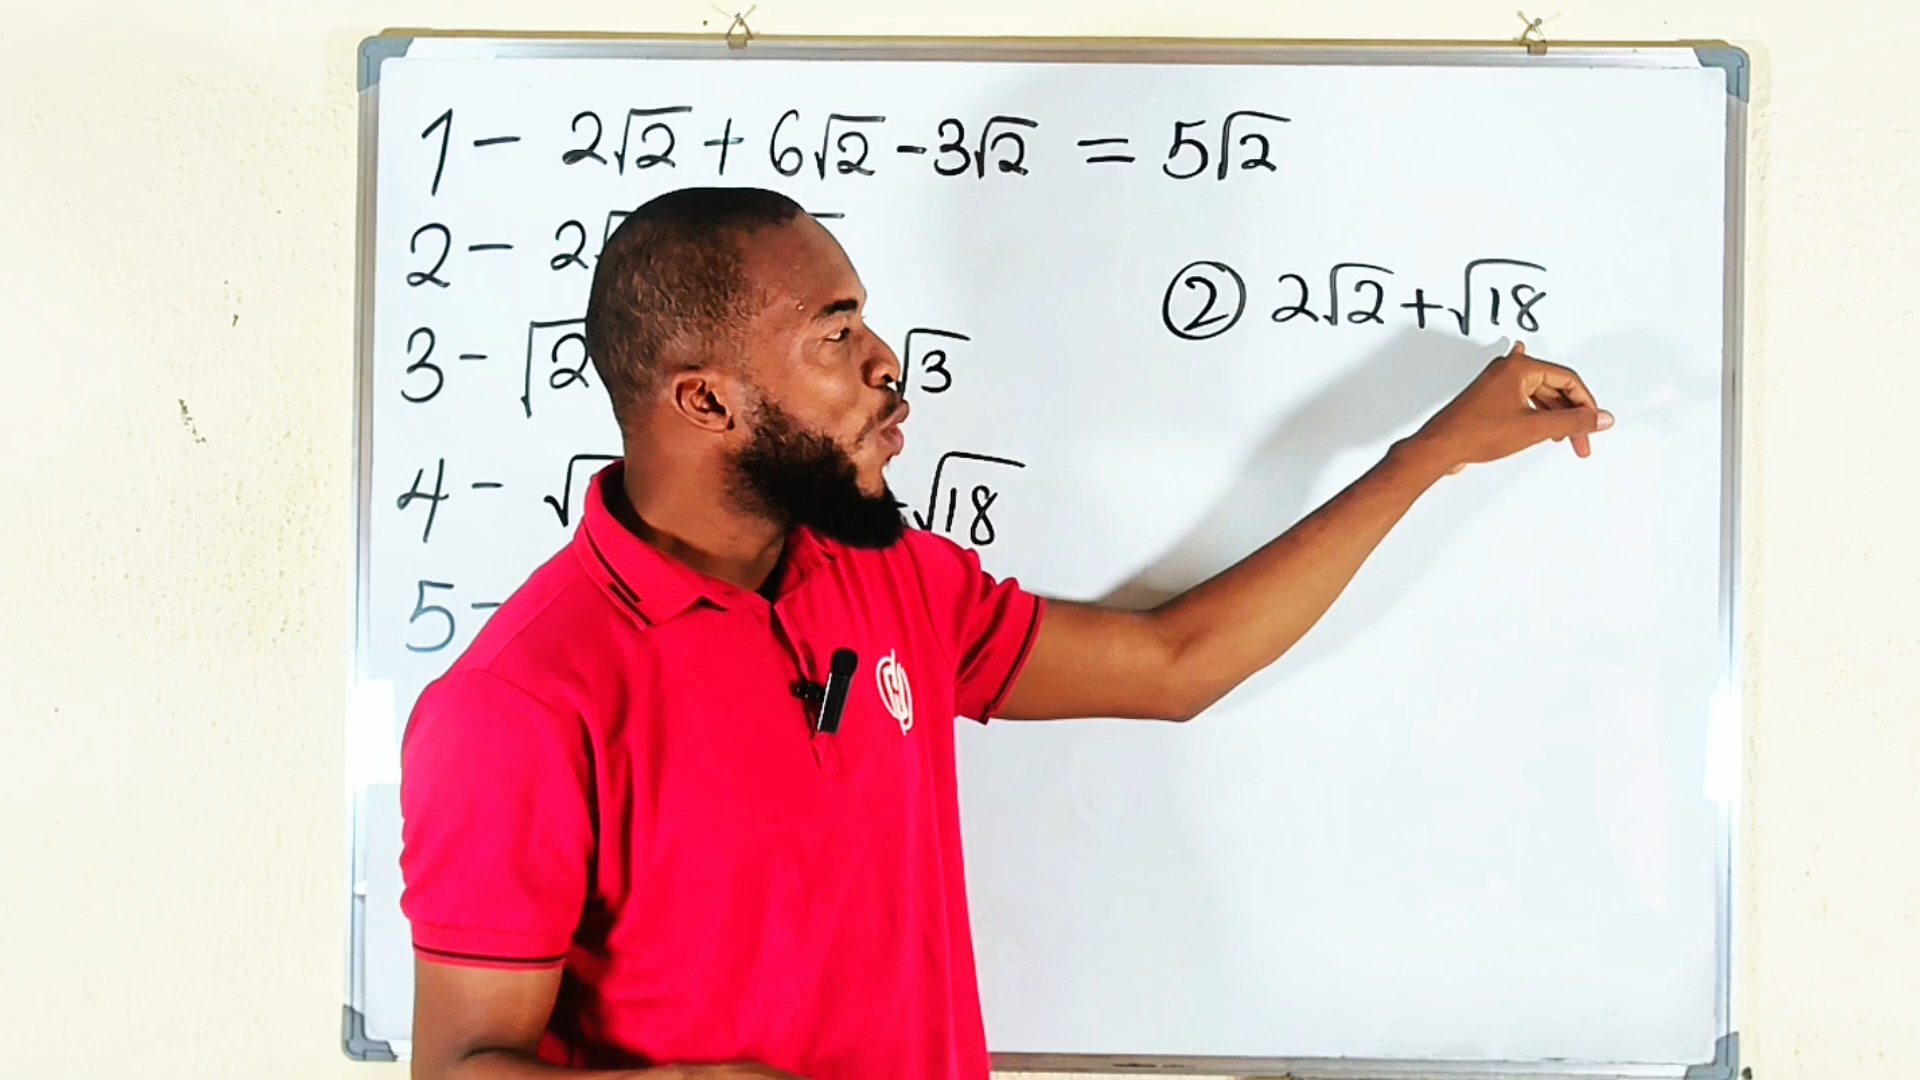 1 - 2√2 + 6√2 - 3√2 = 5√2
2 - 2√
② 2√2 + √18
3 - √2 √3
4 - √ √18
5 -